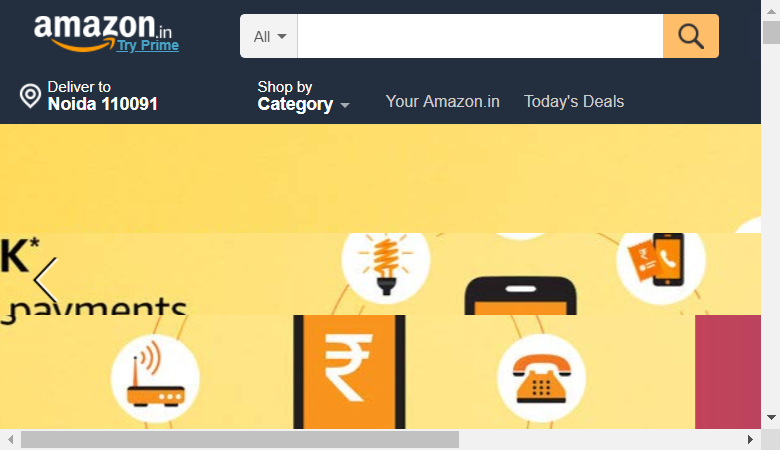 amazon.in
Try Prime
All
Deliver to
Noida 110091
Shop by
Category
Your Amazon.in
Today's Deals
K*
payments
₹
₹